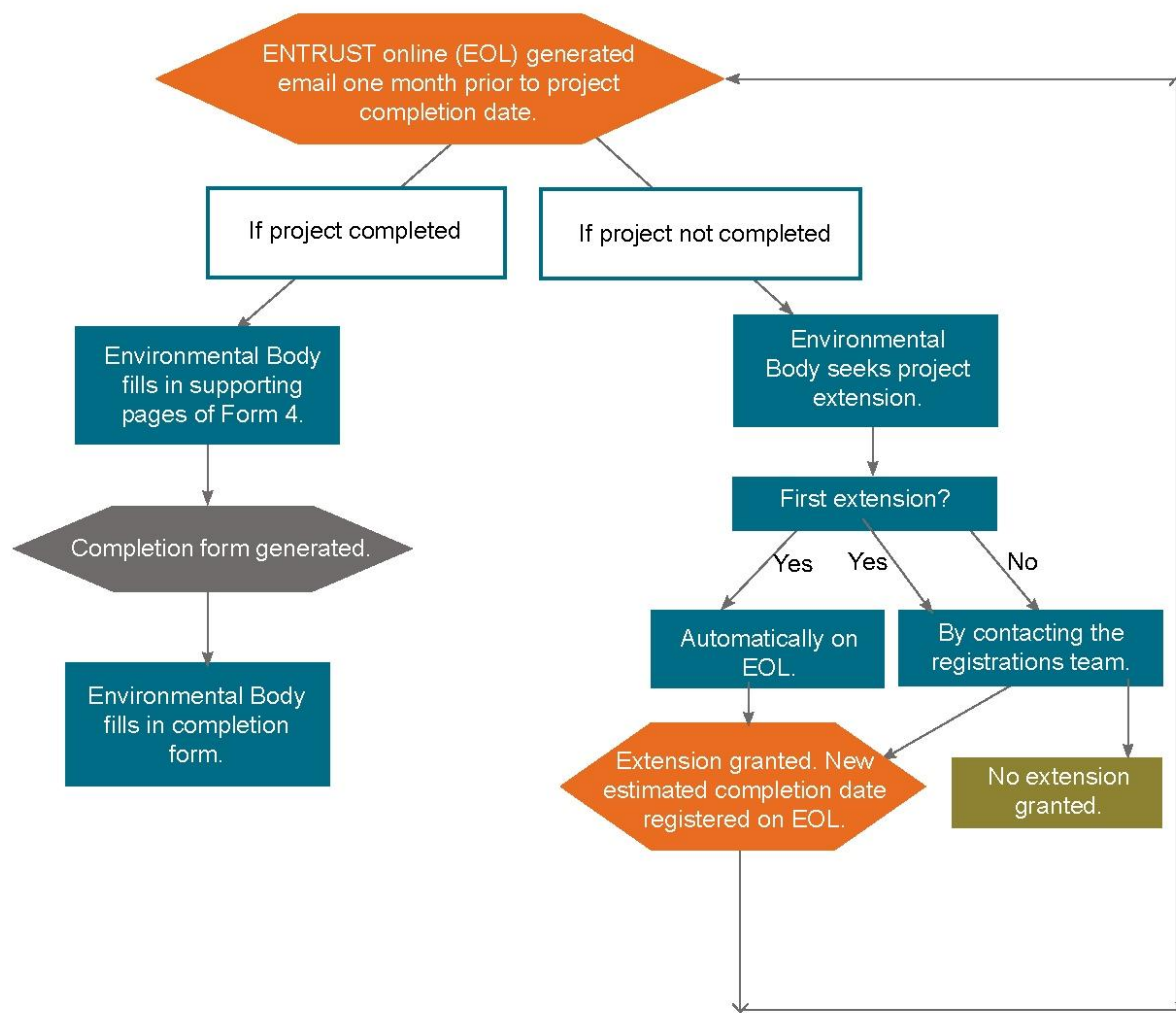 ENTRUST online (EOL) generated
email one month prior to project
completion date.
If project completed
If project not completed
Environmental Body
fills in supporting
pages of Form 4.
Environmental
Body seeks project
extension.
First extension?
Completion form generated.
Yes
Yes
No
Automatically on
EOL.
By contacting the
registrations team.
Environmental Body
fills in completion
form.
Extension granted. New
estimated completion date
registered on EOL.
No extension
granted.